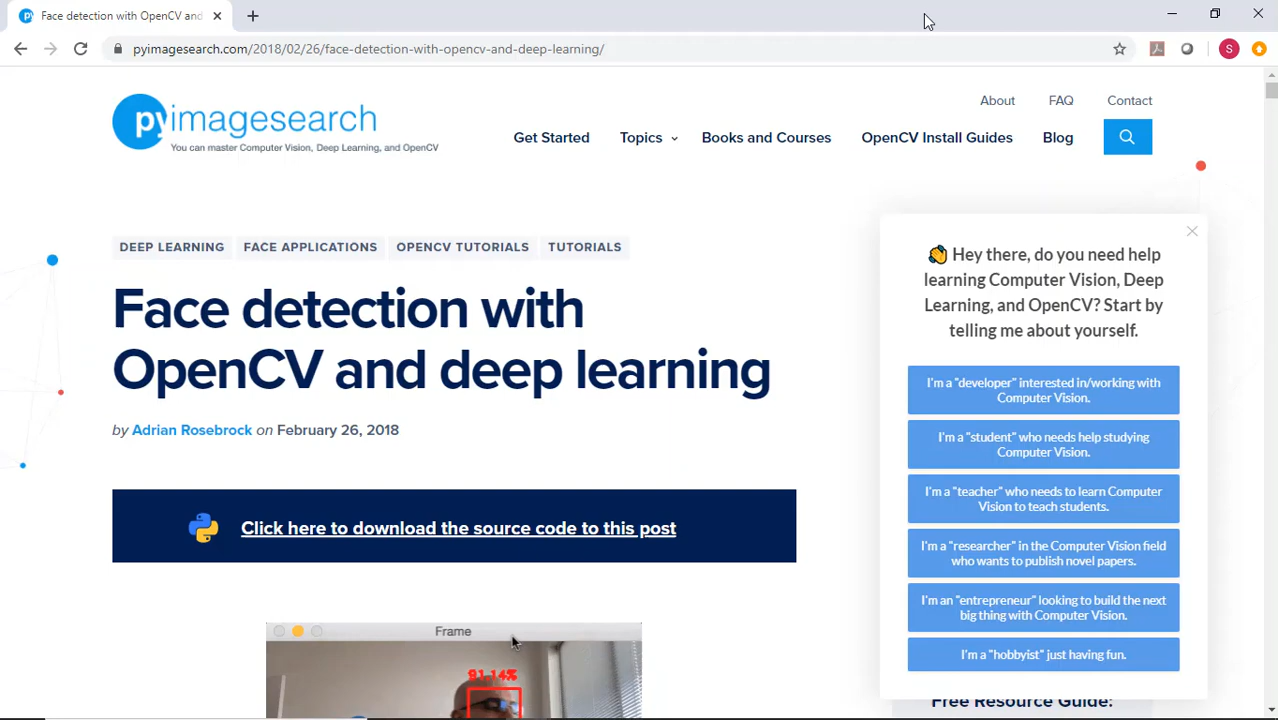 Face detection with OpenCV and
pyimagesearch.com/2018/02/26/face-detection-with-opencv-and-deep-learning/
S
pyimagesearch
You can master Computer Vision, Deep Learning, and OpenCV
About FAQ Contact
Get Started Topics Books and Courses OpenCV Install Guides Blog
DEEP LEARNING FACE APPLICATIONS OPENCV TUTORIALS TUTORIALS
Face detection with
OpenCV and deep learning
by Adrian Rosebrock on February 26, 2018
Click here to download the source code to this post
Frame
91.14%
Hey there, do you need help
learning Computer Vision, Deep
Learning, and OpenCV? Start by
telling me about yourself.
I'm a "developer" interested in/working with
Computer Vision.
I'm a "student" who needs help studying
Computer Vision.
I'm a "teacher" who needs to learn Computer
Vision to teach students.
I'm a "researcher" in the Computer Vision field
who wants to publish novel papers.
I'm an "entrepreneur" looking to build the next
big thing with Computer Vision.
I'm a "hobbyist" just having fun.
Free Resource Guide: